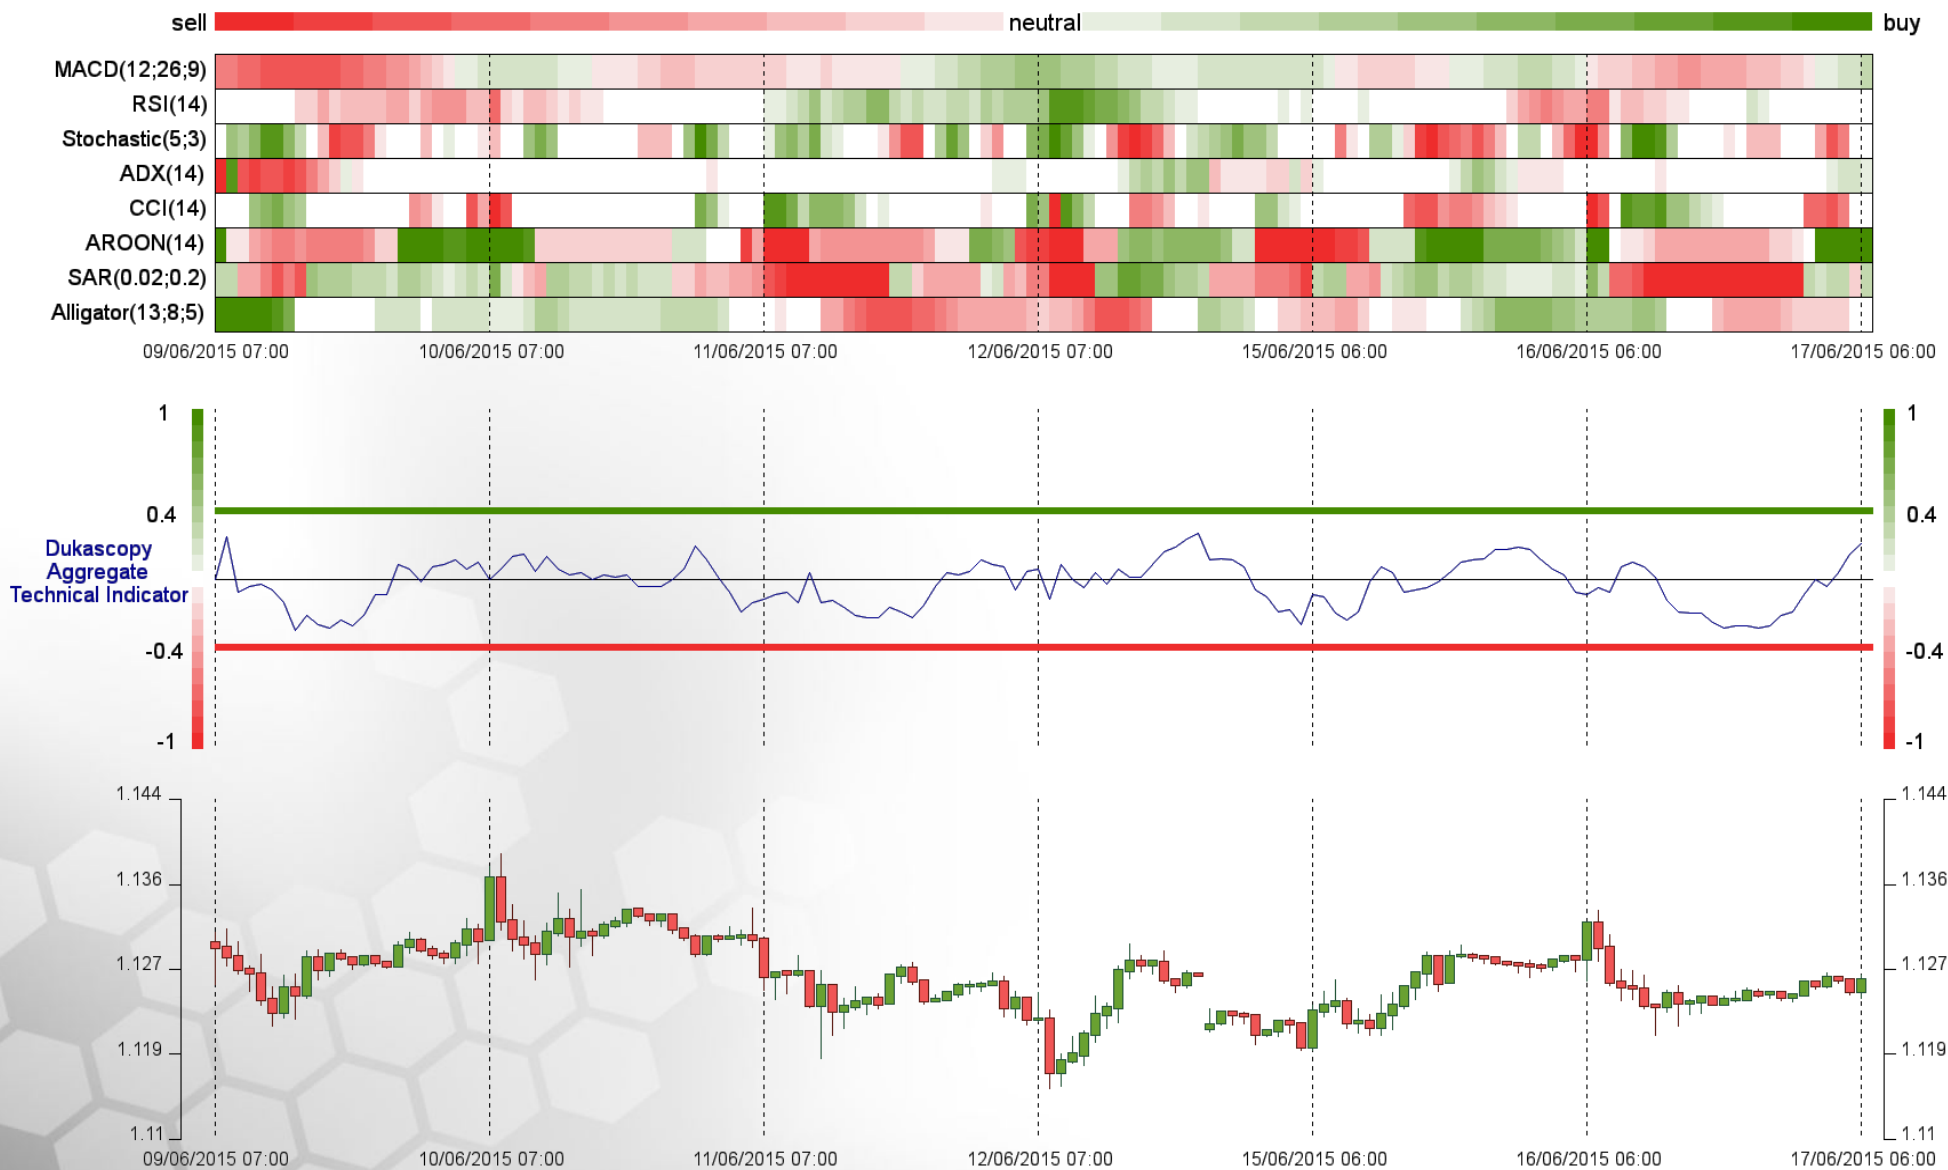 sell neutral buy
MACD(12;26;9)
RSI(14)
Stochastic(5;3)
ADX(14)
CCI(14)
AROON(14)
SAR(0.02;0.2)
Alligator(13;8;5)
09/06/2015 07:00 10/06/2015 07:00 11/06/2015 07:00 12/06/2015 07:00 15/06/2015 06:00 16/06/2015 06:00 17/06/2015 06:00
1 1
0.4 0.4
Dukascopy
Aggregate
Technical Indicator
-0.4 -0.4
-1 -1
1.144 1.144
1.136 1.136
1.127 1.127
1.119 1.119
1.11 1.11
09/06/2015 07:00 10/06/2015 07:00 11/06/2015 07:00 12/06/2015 07:00 15/06/2015 06:00 16/06/2015 06:00 17/06/2015 06:00